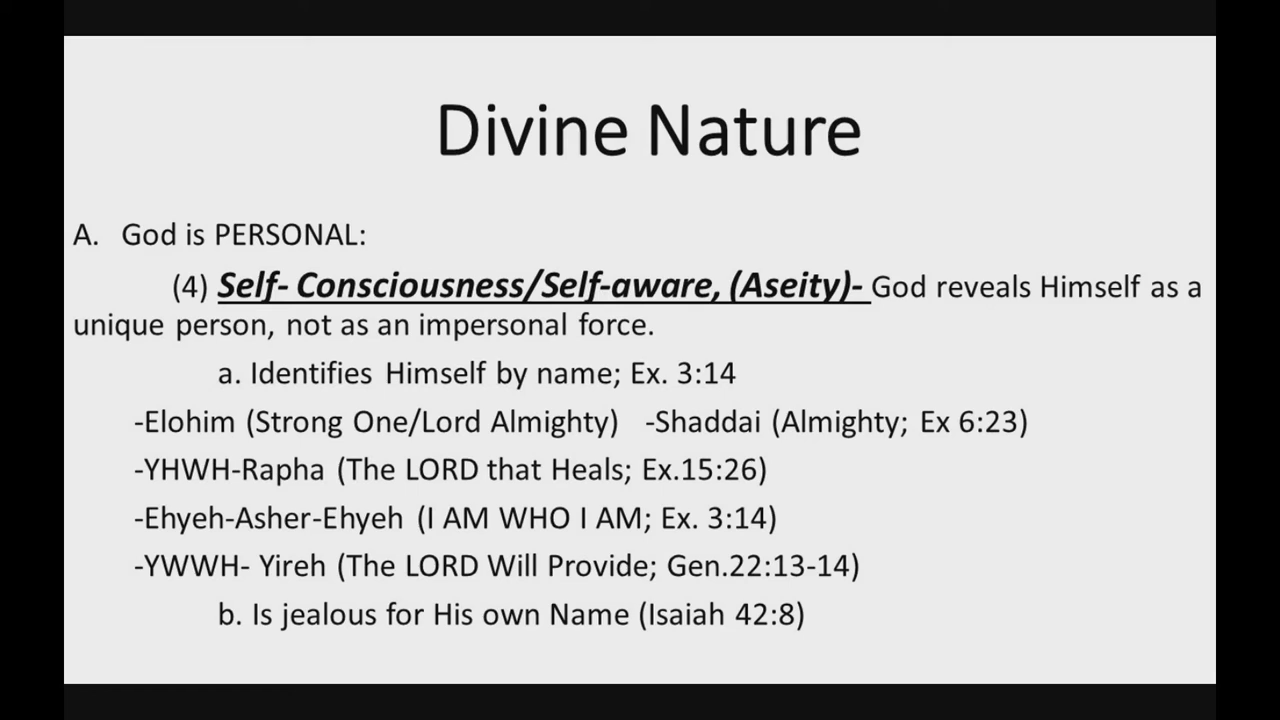 Divine Nature
A. God is PERSONAL:
(4) Self- Consciousness/Self-aware, (Aseity)- God reveals Himself as a
unique person, not as an impersonal force.
a. Identifies Himself by name; Ex. 3:14
-Elohim (Strong One/Lord Almighty) -Shaddai (Almighty; Ex 6:23)
-YHWH-Rapha (The LORD that Heals; Ex.15:26)
-Ehyeh-Asher-Ehyeh (I AM WHO I AM; Ex. 3:14)
-YWWH- Yireh (The LORD Will Provide; Gen.22:13-14)
b. Is jealous for His own Name (Isaiah 42:8)